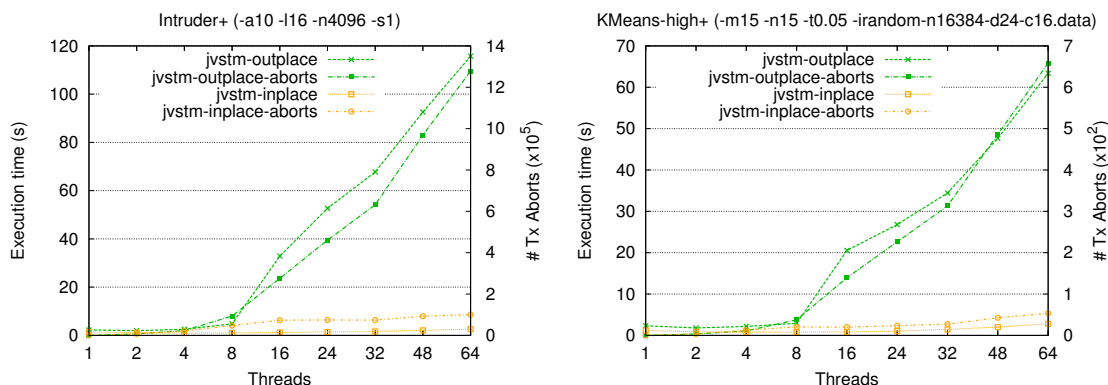 Intruder+ (-a10 -l16 -n4096 -s1)
120
100
80
60
40
20
0
Execution time (s)
jvstm-outplace
jvstm-outplace-aborts
jvstm-inplace
jvstm-inplace-aborts
14
12
10
8
6
4
2
0
# Tx Aborts (x10⁵)
1 2 4 8 16 24 32 48 64
Threads
KMeans-high+ (-m15 -n15 -t0.05 -irandom-n16384-d24-c16.data)
70
60
50
40
30
20
10
0
Execution time (s)
jvstm-outplace
jvstm-outplace-aborts
jvstm-inplace
jvstm-inplace-aborts
7
6
5
4
3
2
1
0
# Tx Aborts (x10²)
1 2 4 8 16 24 32 48 64
Threads